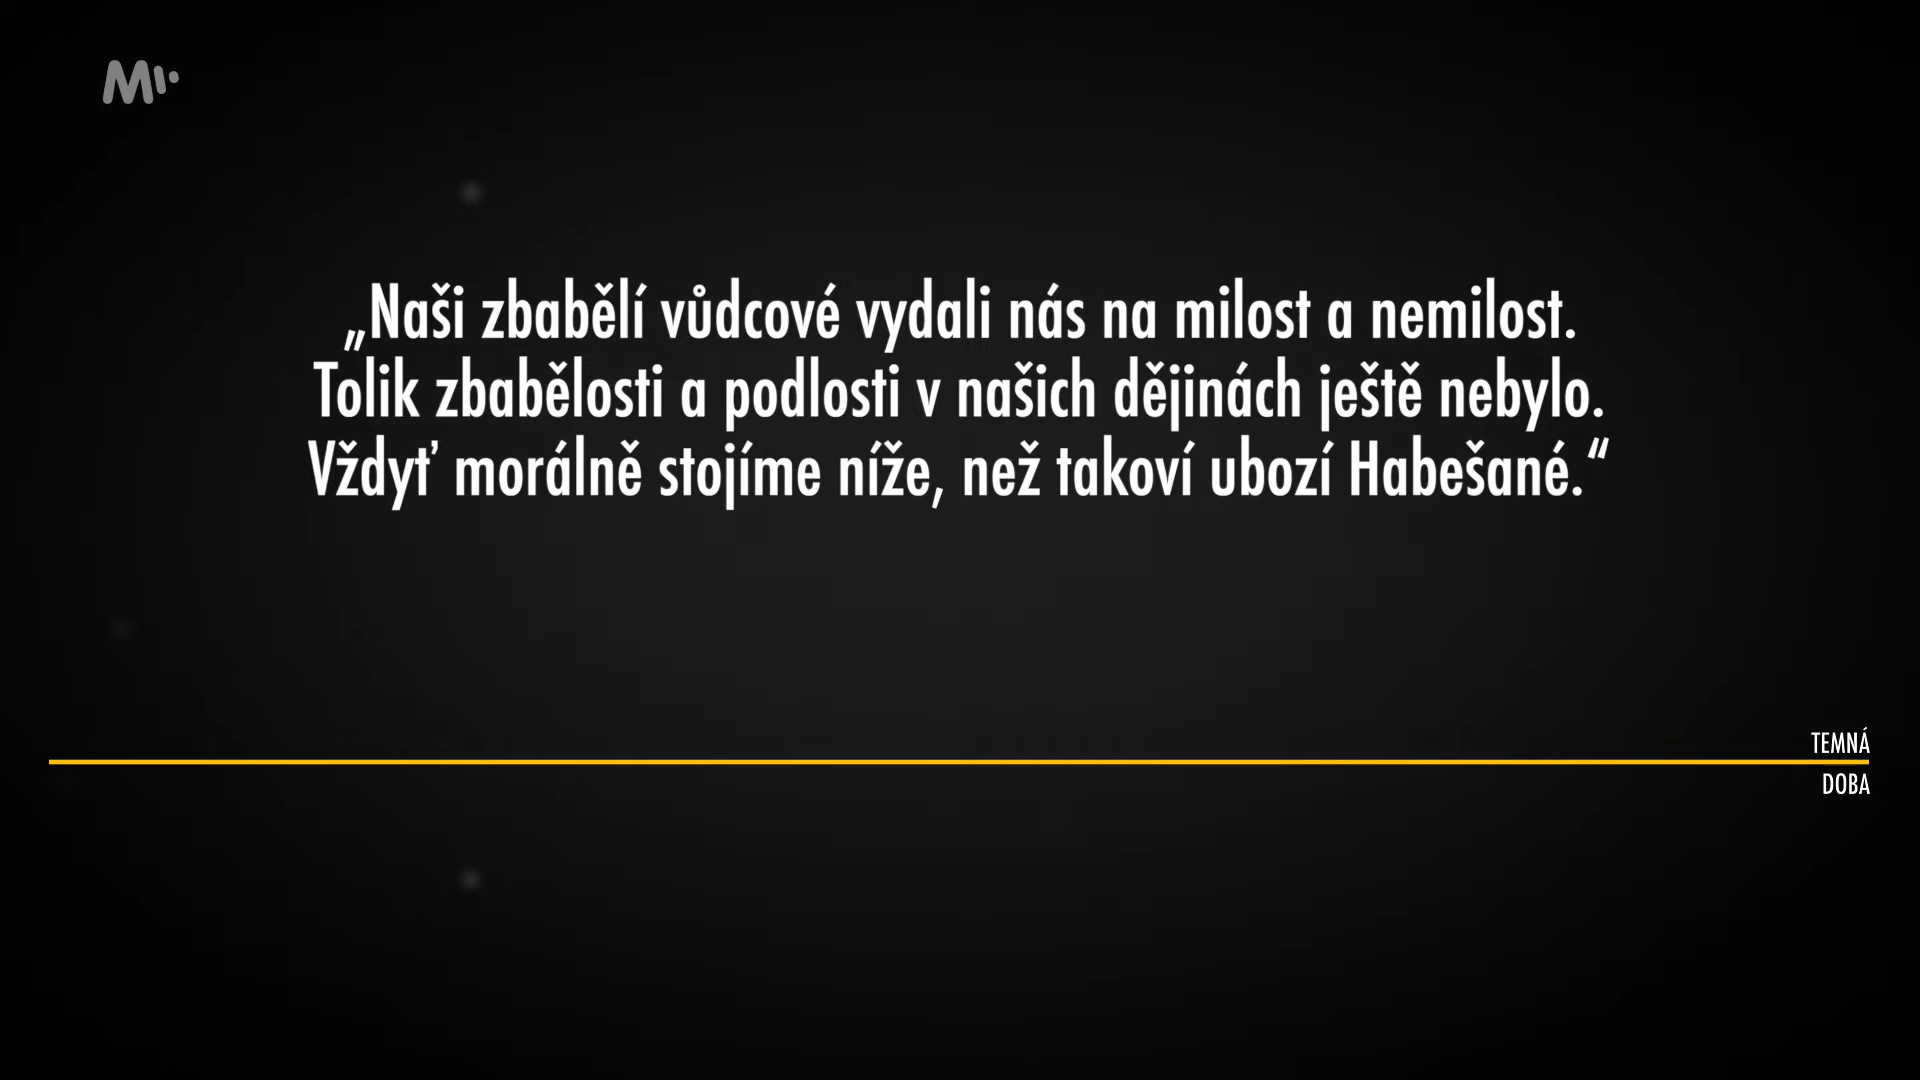 „Naši zbabělí vůdcové vydali nás na milost a nemilost.
Tolik zbabělosti a podlosti v našich dějinách ještě nebylo.
Vždyť morálně stojíme níže, než takoví ubozí Habešané.“
TEMNÁ
DOBA